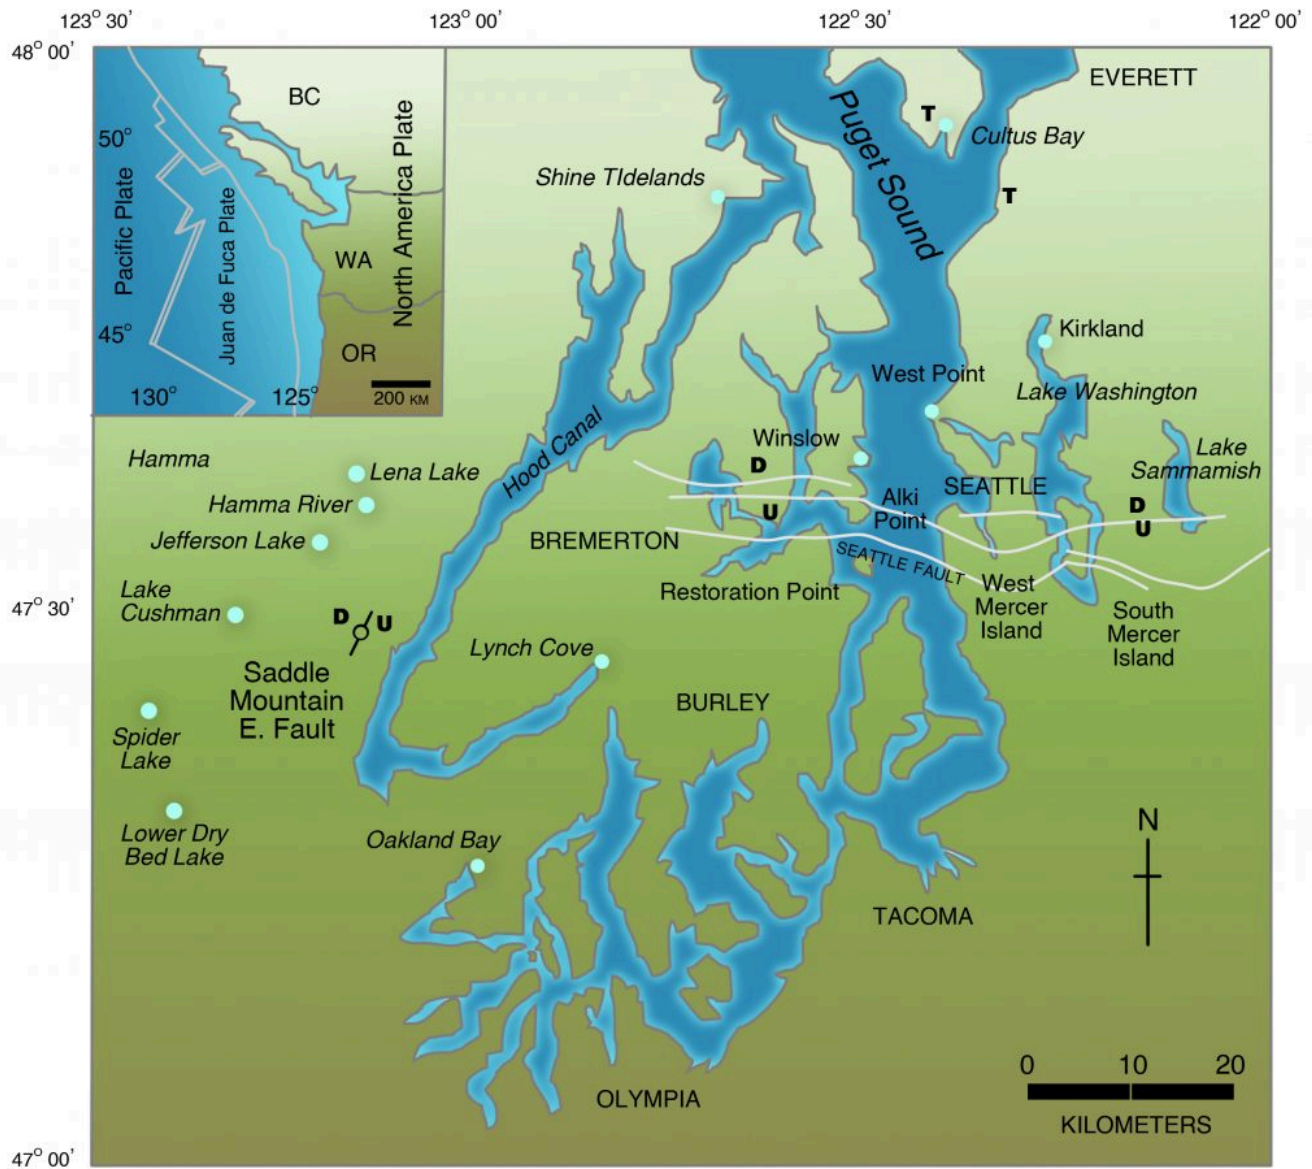 123° 30'
123° 00'
122° 30'
122° 00'
48° 00'
BC
50°
Pacific Plate
Juan de Fuca Plate
North America Plate
WA
45°
OR
130°
125°
200 KM
EVERETT
Puget Sound
T
Cultus Bay
Shine TIdelands
T
Kirkland
West Point
Lake Washington
Hood Canal
Winslow
Lake
Sammamish
Hamma
Lena Lake
D
SEATTLE
Hamma River
U
Alki
Point
D
U
Jefferson Lake
BREMERTON
SEATTLE FAULT
Restoration Point
West
Mercer
Island
South
Mercer
Island
Lake
Cushman
47° 30'
D
U
Lynch Cove
Saddle
Mountain
E. Fault
BURLEY
Spider
Lake
Lower Dry
Bed Lake
Oakland Bay
N
TACOMA
OLYMPIA
0
10
20
KILOMETERS
47° 00'